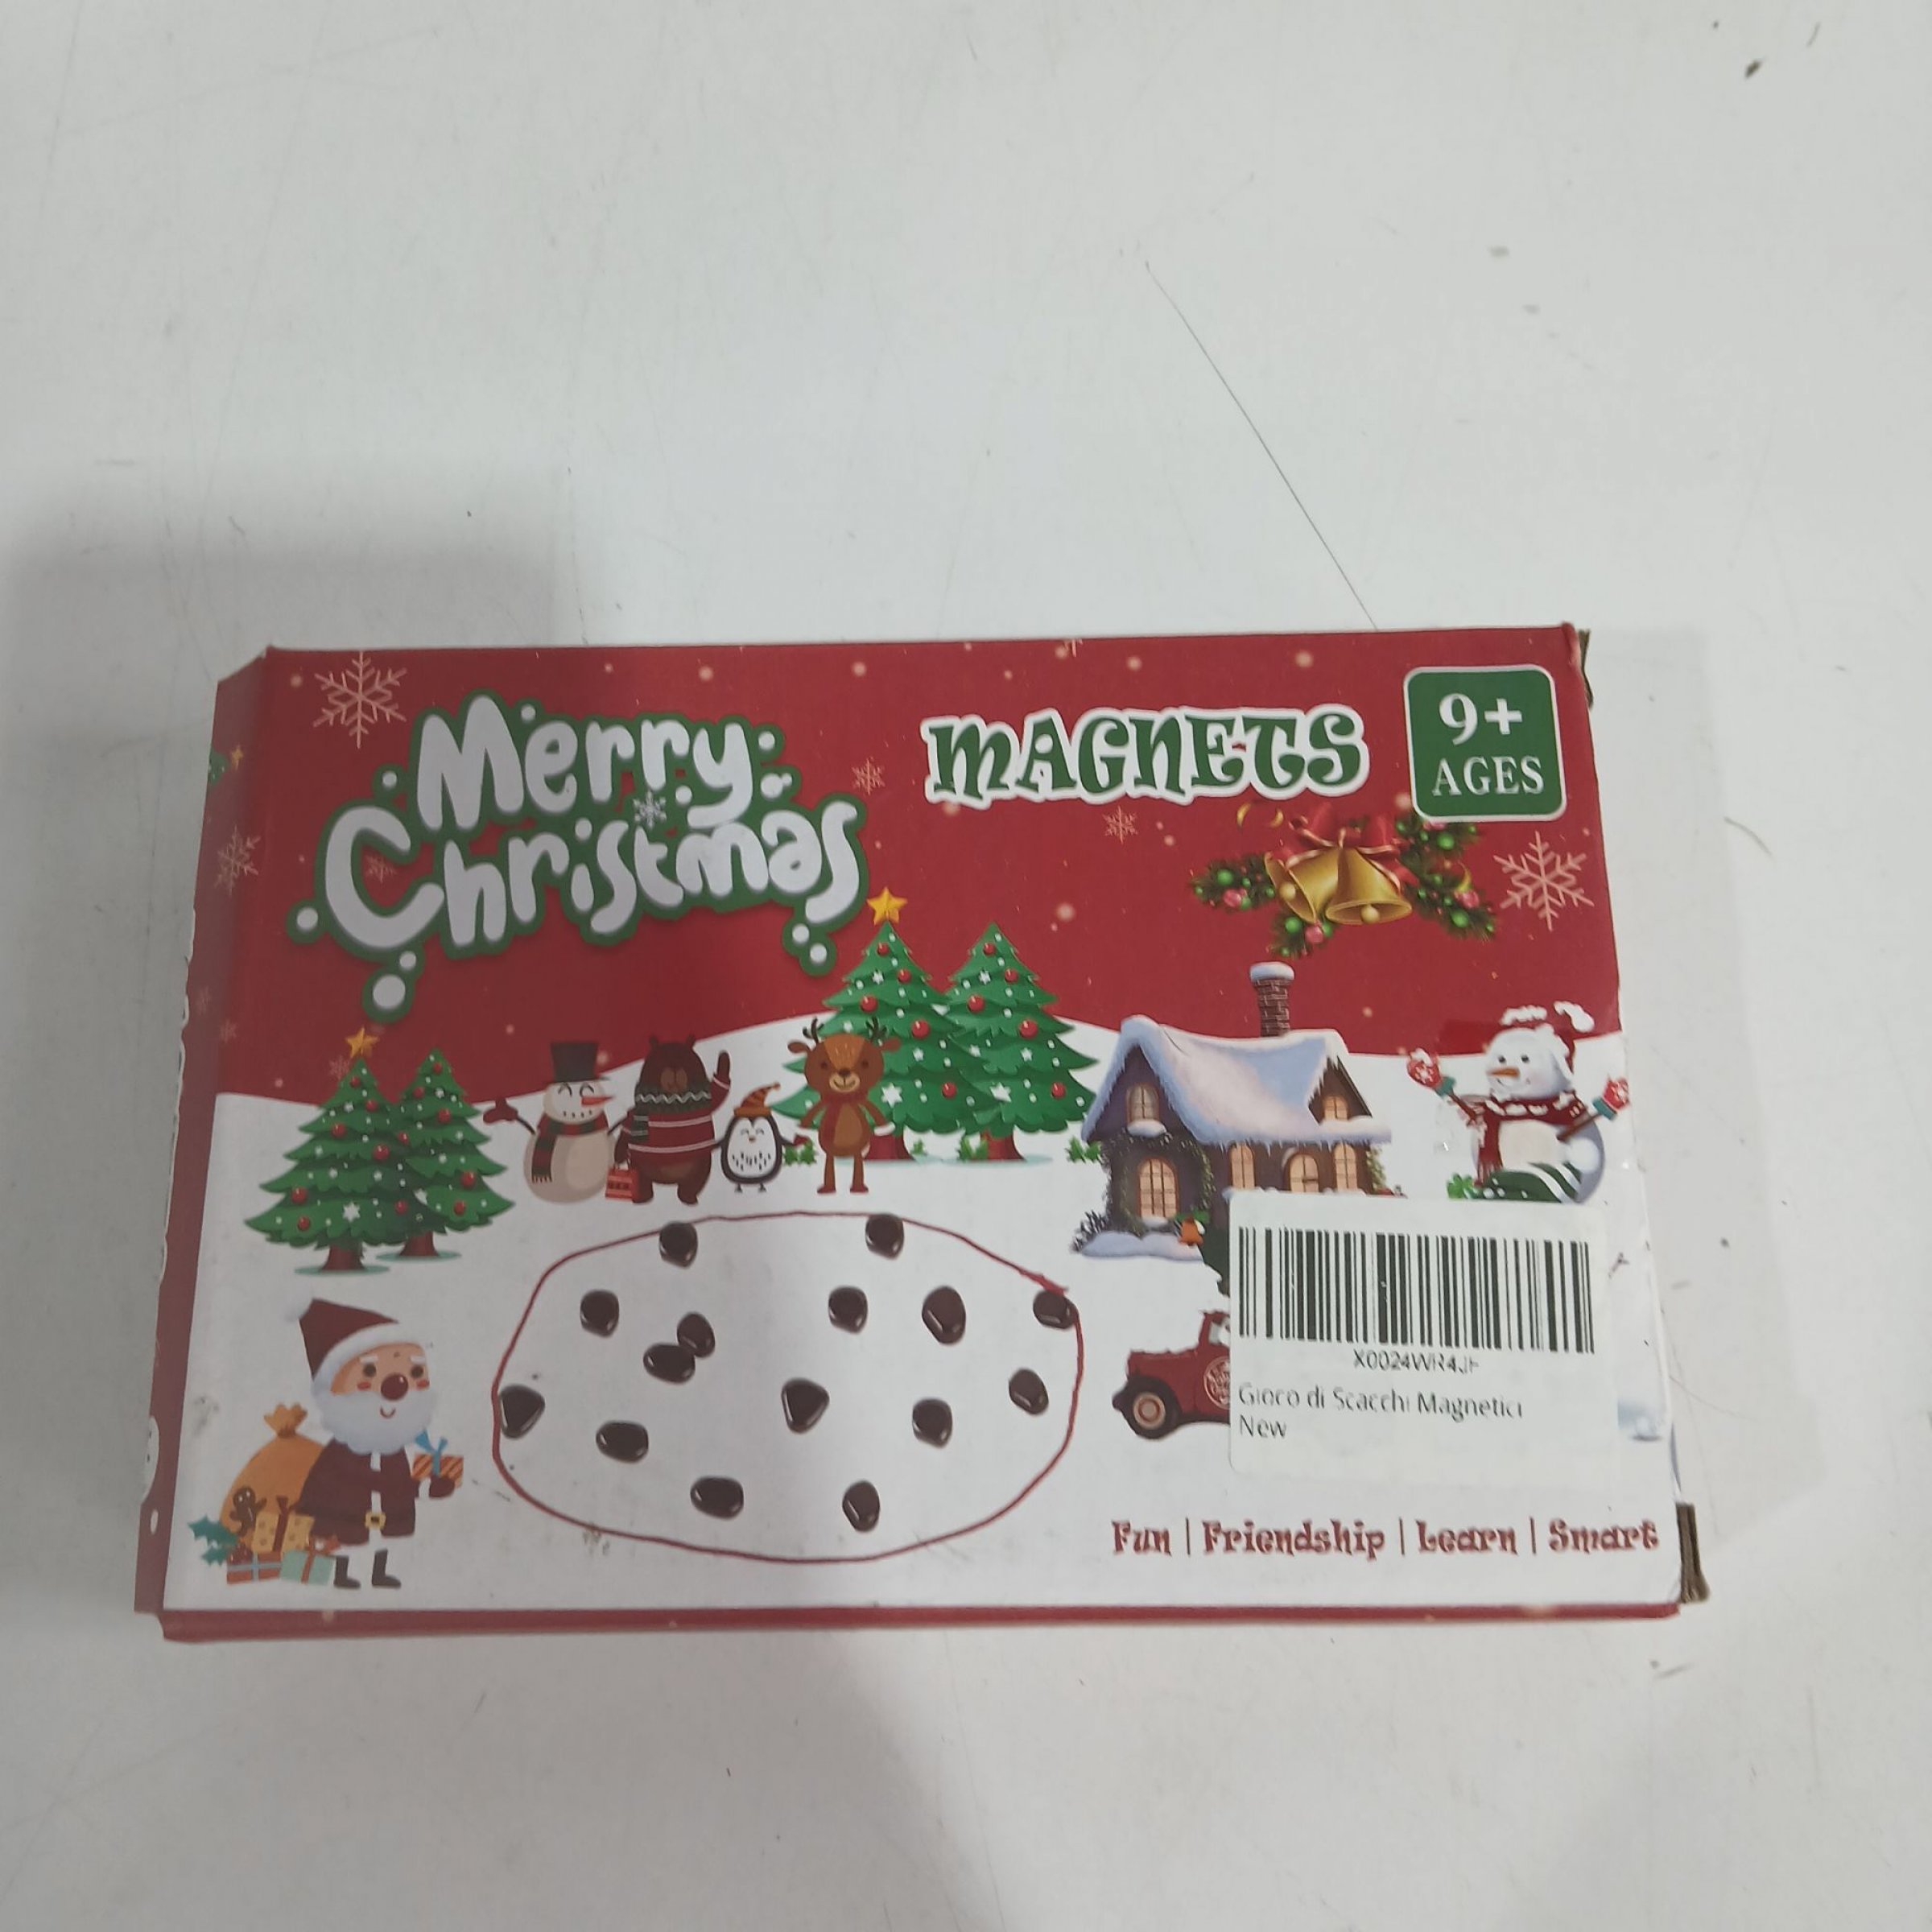 Merry
Christmas
MAGNETS
9+
AGES
X0024WR4JF
Gioco di Scacchi Magnetici
New
Fun | Friendship | Learn | Smart